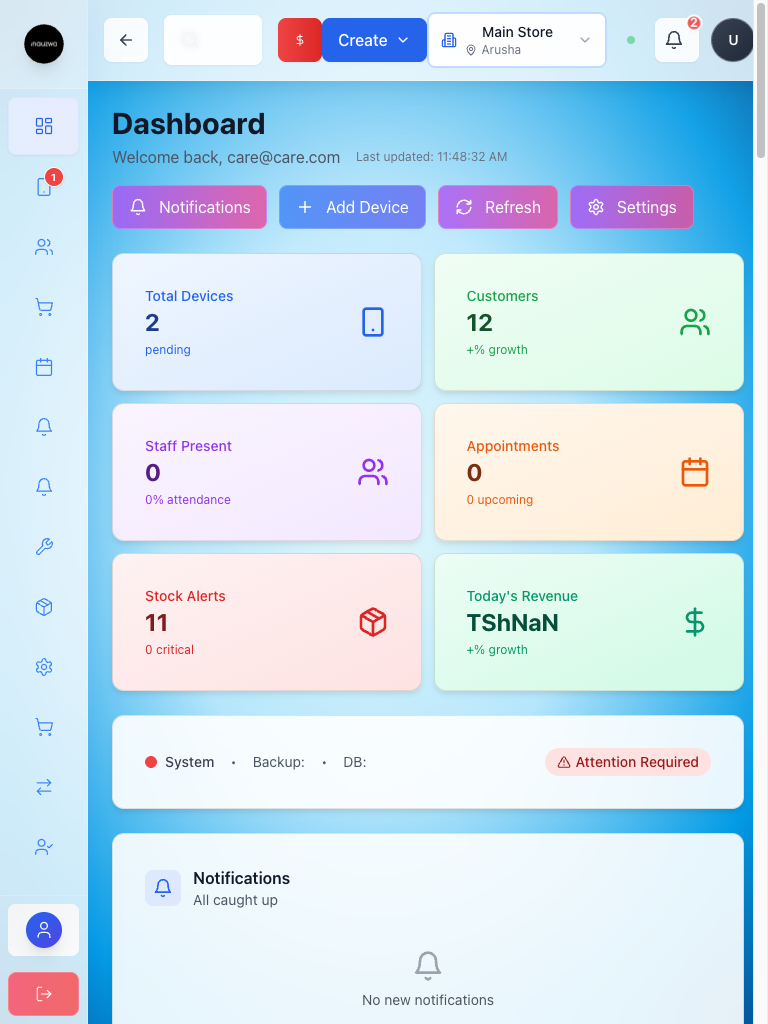 inauzwa
$
Create
Main Store
Arusha
2
U
1
Dashboard
Welcome back, care@care.com
Last updated: 11:48:32 AM
Notifications
Add Device
Refresh
Settings
Total Devices
2
pending
Customers
12
+% growth
Staff Present
0
0% attendance
Appointments
0
0 upcoming
Stock Alerts
11
0 critical
Today's Revenue
TShNaN
+% growth
System • Backup: • DB:
Attention Required
Notifications
All caught up
No new notifications